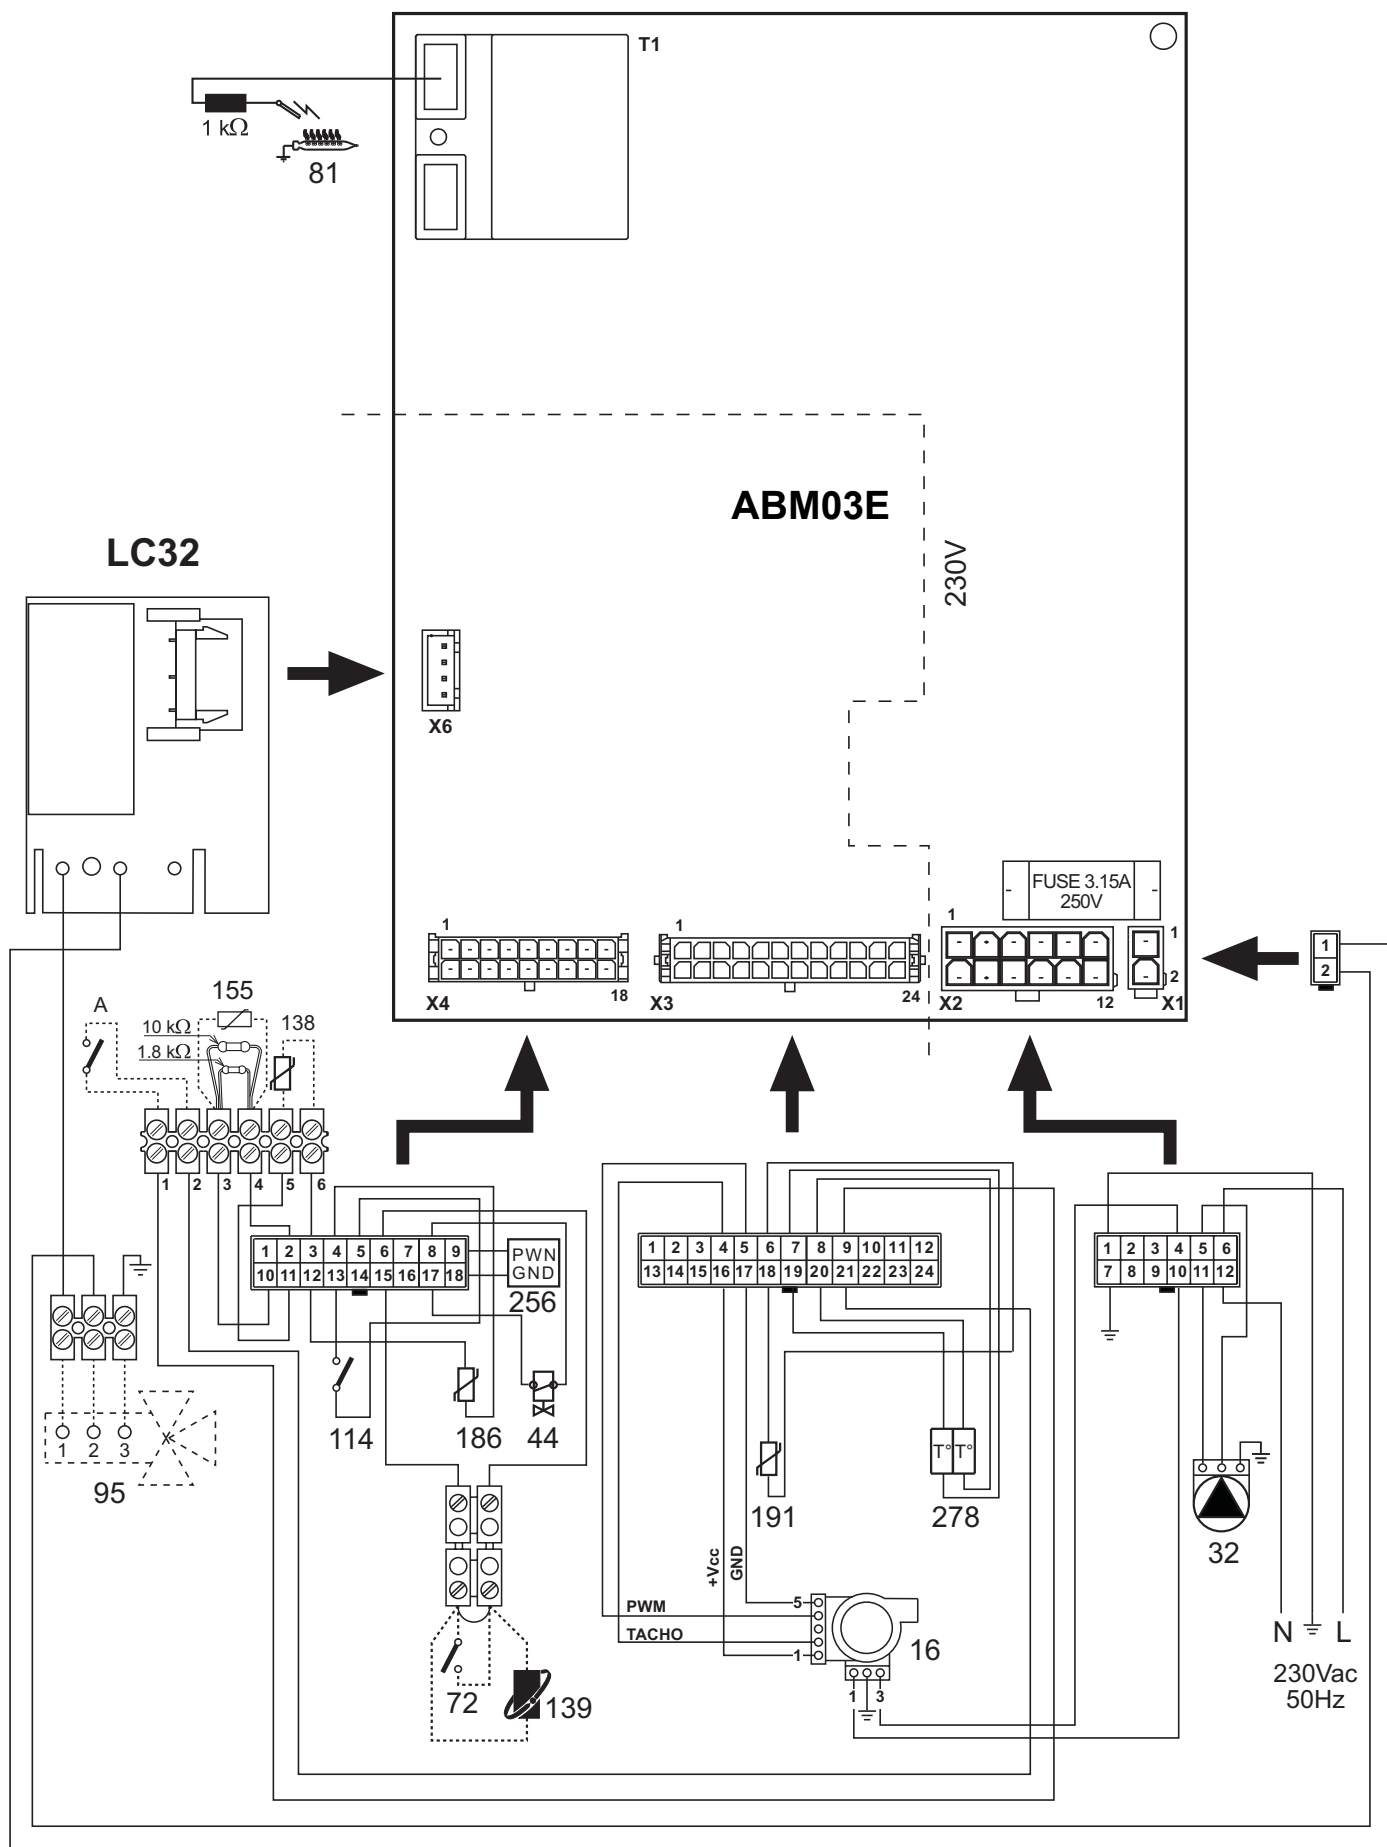 T1
1 kΩ
81
ABM03E
LC32
230V
X6
FUSE 3.15A
250V
1
1
1
1
2
X4
18
X3
24
X2
12
X1
1
2
A
155
138
10 kΩ
1.8 kΩ
1 2 3 4 5 6
1 2 3 4 5 6 7 8 9
10 11 12 13 14 15 16 17 18
PWN
GND
256
1 2 3 4 5 6 7 8 9 10 11 12
13 14 15 16 17 18 19 20 21 22 23 24
1 2 3 4 5 6
7 8 9 10 11 12
114
186
44
1 2 3
95
T° T°
191
278
32
+Vcc
GND
PWM
TACHO
5
1
16
1 3
72
139
N L
230Vac
50Hz